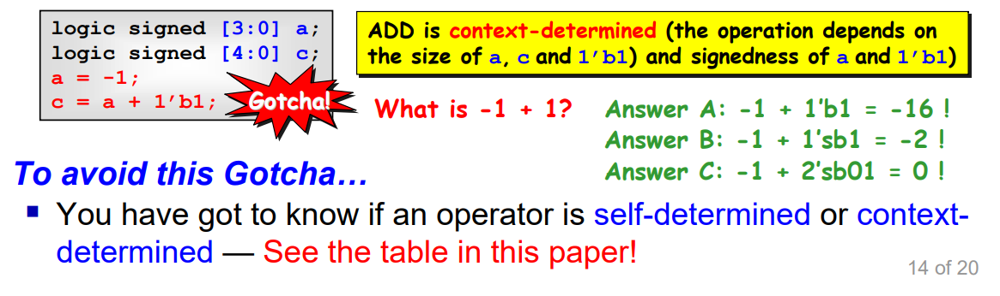 logic signed [3:0] a;
logic signed [4:0] c;
a = -1;
c = a + 1’b1;
Gotcha!
ADD is context-determined (the operation depends on
the size of a, c and 1’b1) and signedness of a and 1’b1)
What is -1 + 1?
Answer A: -1 + 1’b1 = -16 !
Answer B: -1 + 1’sb1 = -2 !
Answer C: -1 + 2’sb01 = 0 !
To avoid this Gotcha…
■ You have got to know if an operator is self-determined or context-
determined — See the table in this paper!
14 of 20